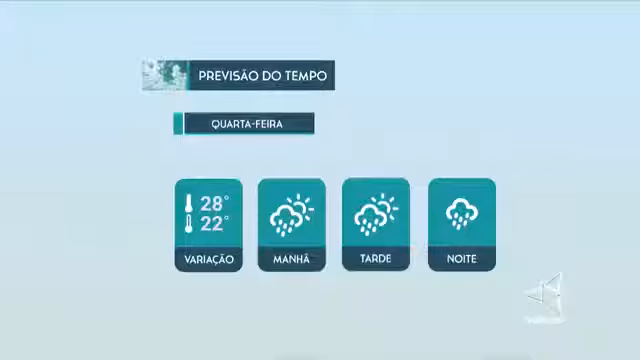 PREVISÃO DO TEMPO
QUARTA-FEIRA
28°
22°
VARIAÇÃO
MANHÃ
TARDE
NOITE